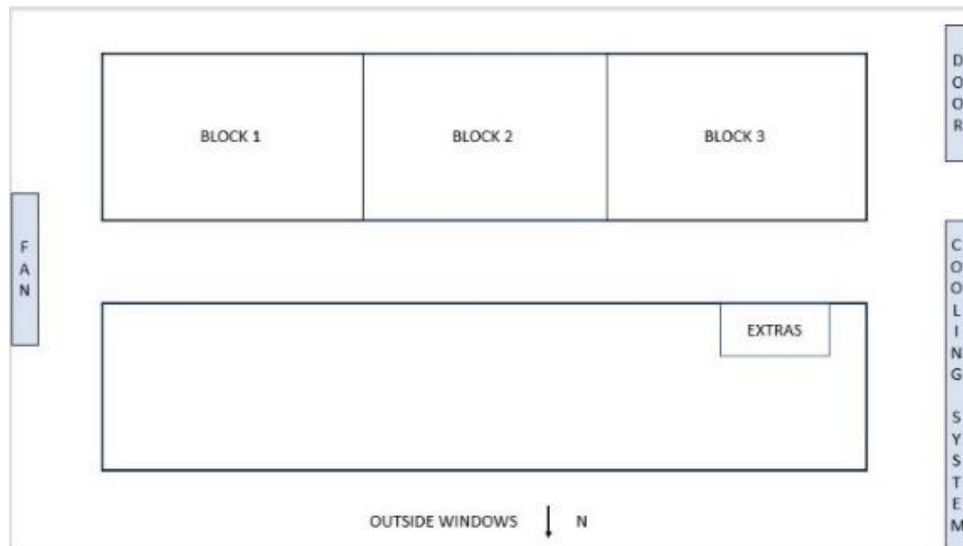 BLOCK 1
BLOCK 2
BLOCK 3
DOOR
FAN
EXTRAS
COOLING SYSTEM
OUTSIDE WINDOWS
N